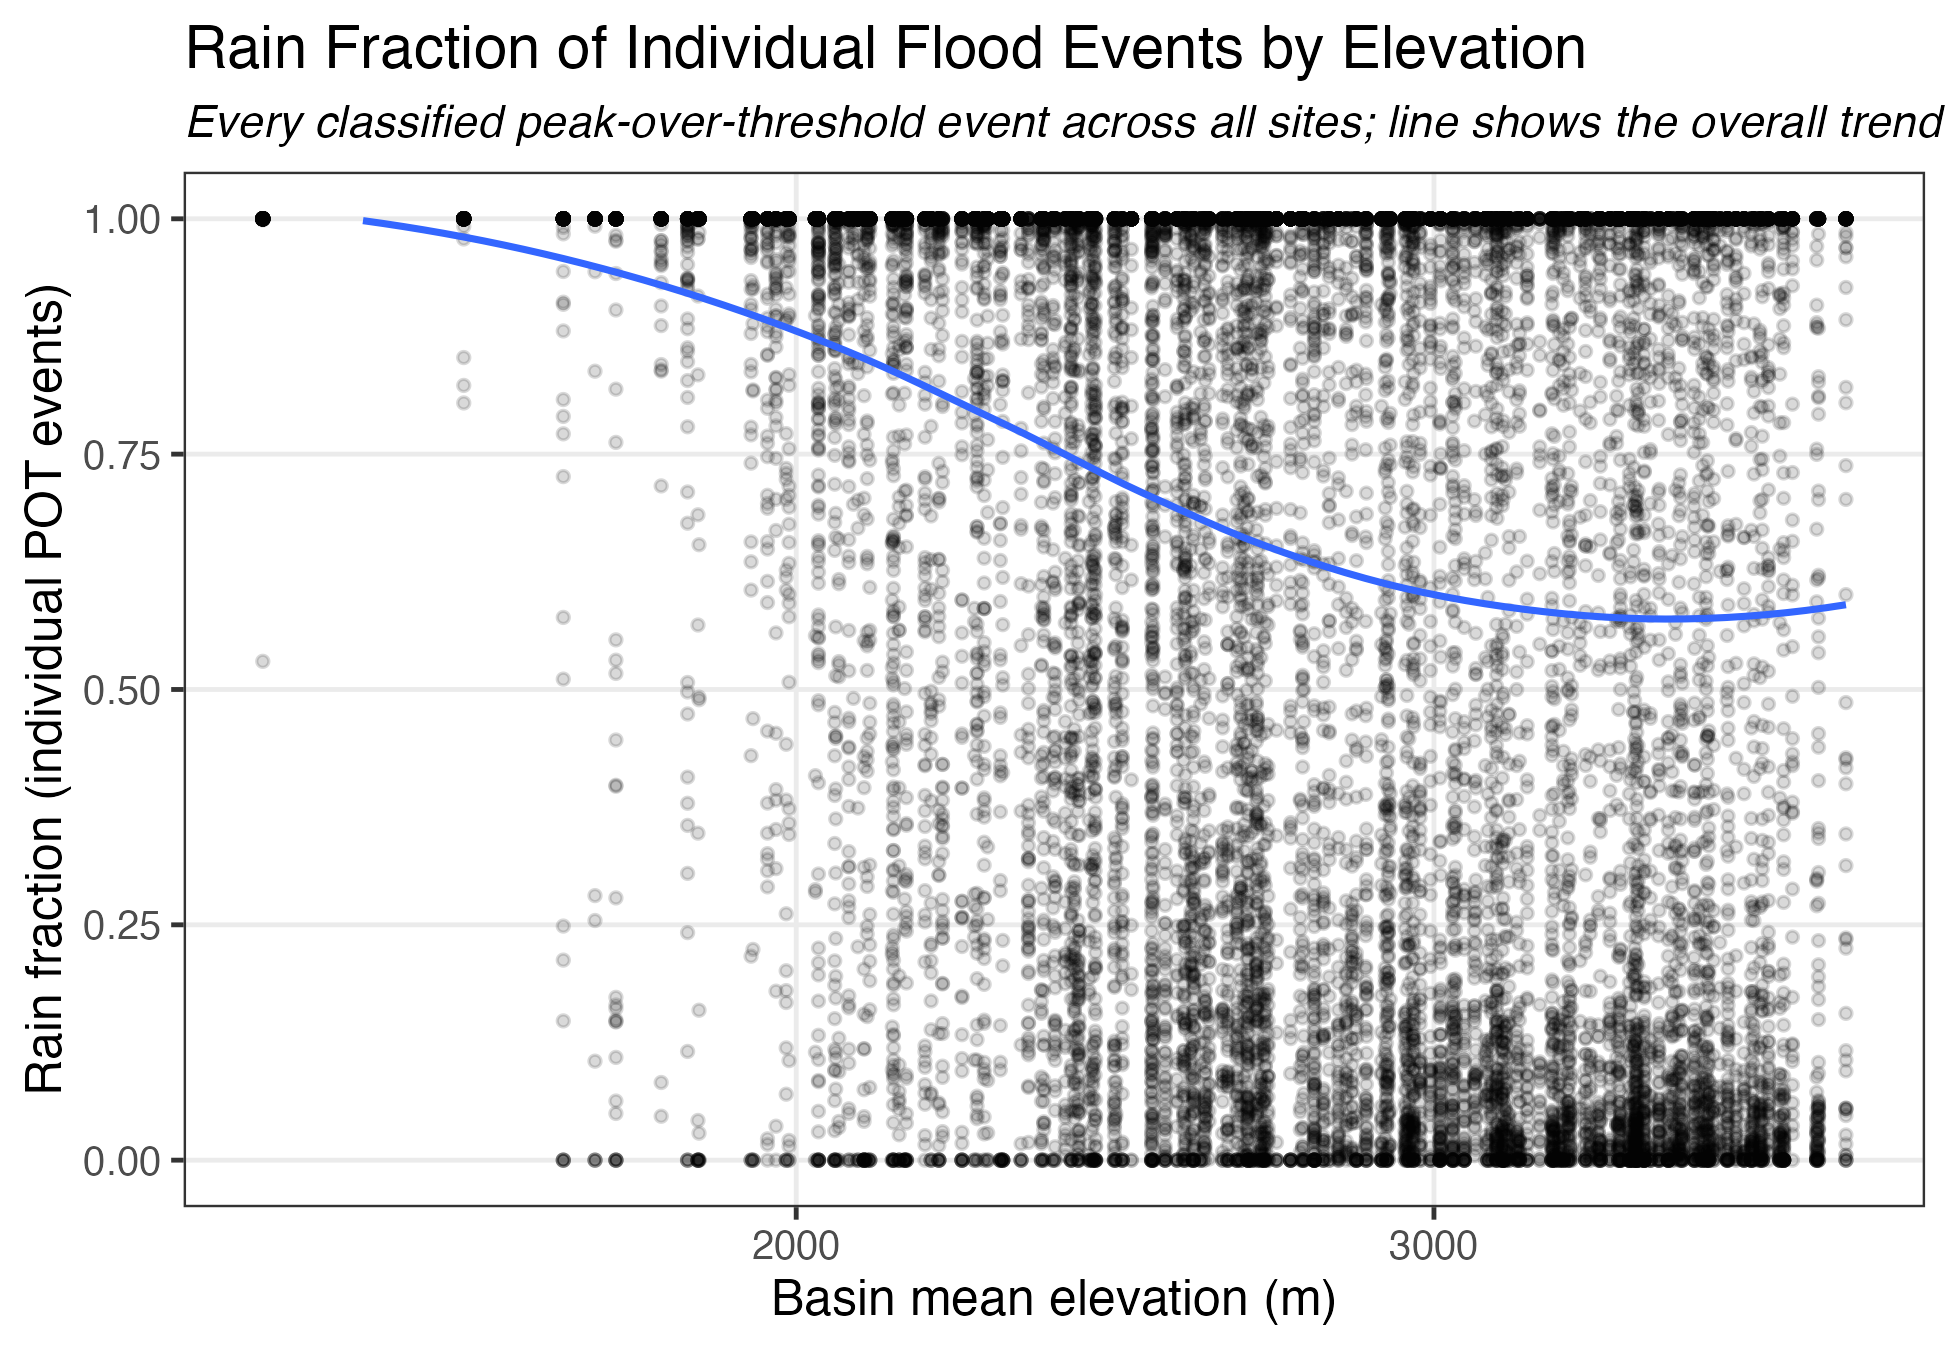 Rain Fraction of Individual Flood Events by Elevation
Every classified peak-over-threshold event across all sites; line shows the overall trend
Rain fraction (individual POT events)
1.00
0.75
0.50
0.25
0.00
2000
3000
Basin mean elevation (m)